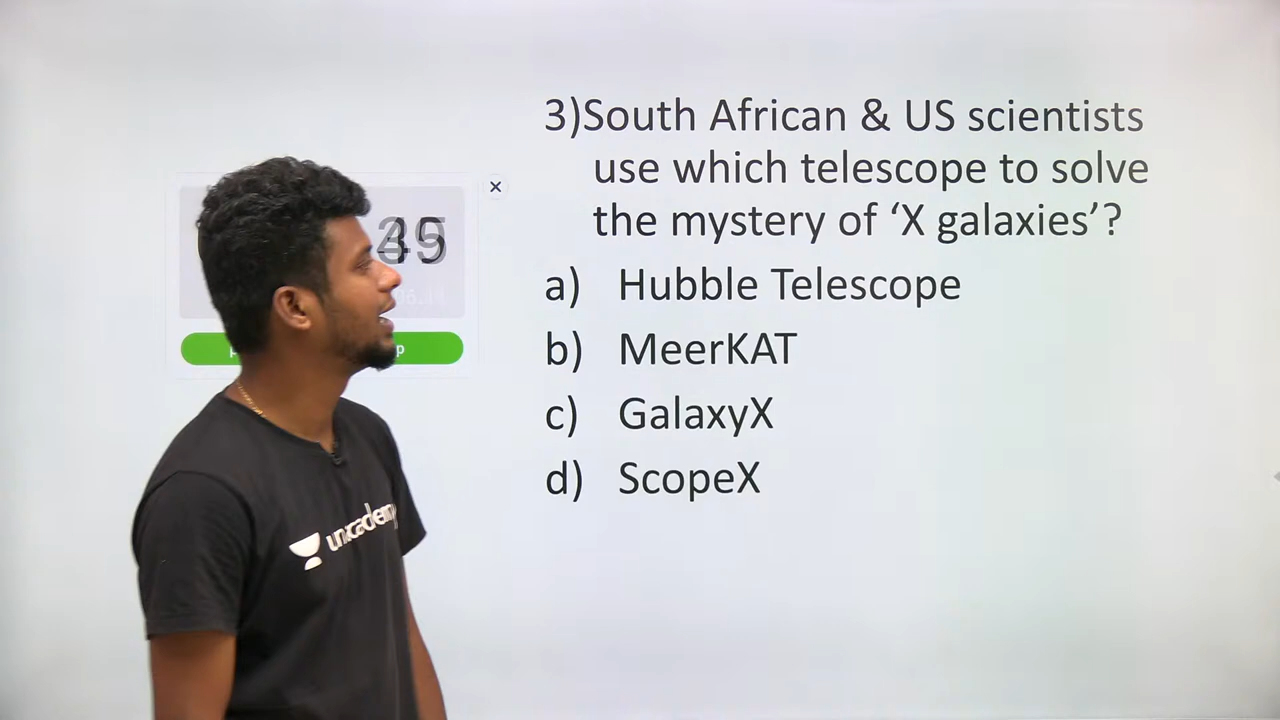 3)South African & US scientists
use which telescope to solve
the mystery of ‘X galaxies’?
a) Hubble Telescope
b) MeerKAT
c) GalaxyX
d) ScopeX
unacademy